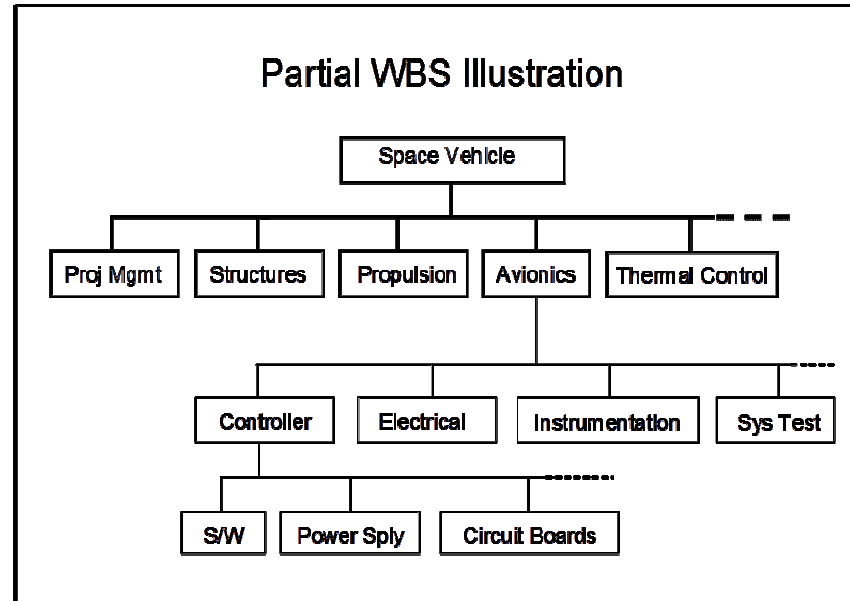 Partial WBS Illustration
Space Vehicle
Proj Mgmt
Structures
Propulsion
Avionics
Thermal Control
Controller
Electrical
Instrumentation
Sys Test
S/W
Power Sply
Circuit Boards